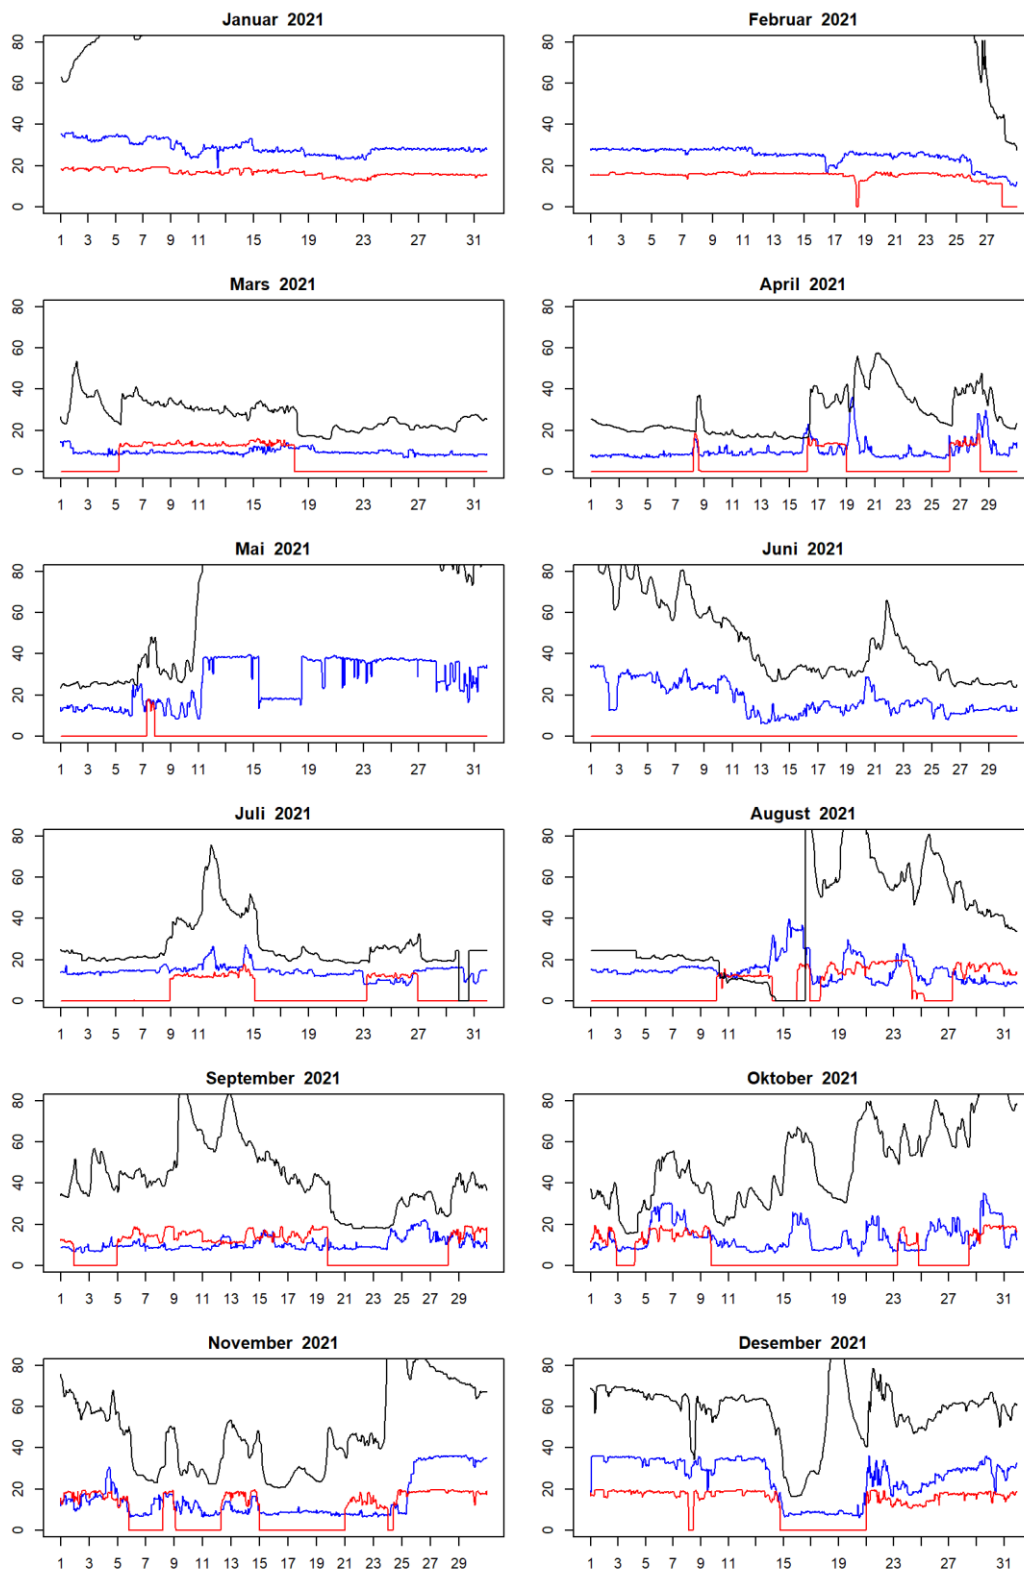 Januar 2021
80
60
40
20
0
1 3 5 7 9 11 15 19 23 27 31
Februar 2021
80
60
40
20
0
1 3 5 7 9 11 13 15 17 19 21 23 25 27
Mars 2021
80
60
40
20
0
1 3 5 7 9 11 15 19 23 27 31
April 2021
80
60
40
20
0
1 3 5 7 9 11 13 15 17 19 21 23 25 27 29
Mai 2021
80
60
40
20
0
1 3 5 7 9 11 15 19 23 27 31
Juni 2021
80
60
40
20
0
1 3 5 7 9 11 13 15 17 19 21 23 25 27 29
Juli 2021
80
60
40
20
0
1 3 5 7 9 11 15 19 23 27 31
August 2021
80
60
40
20
0
1 3 5 7 9 11 15 19 23 27 31
September 2021
80
60
40
20
0
1 3 5 7 9 11 13 15 17 19 21 23 25 27 29
Oktober 2021
80
60
40
20
0
1 3 5 7 9 11 15 19 23 27 31
November 2021
80
60
40
20
0
1 3 5 7 9 11 13 15 17 19 21 23 25 27 29
Desember 2021
80
60
40
20
0
1 3 5 7 9 11 15 19 23 27 31